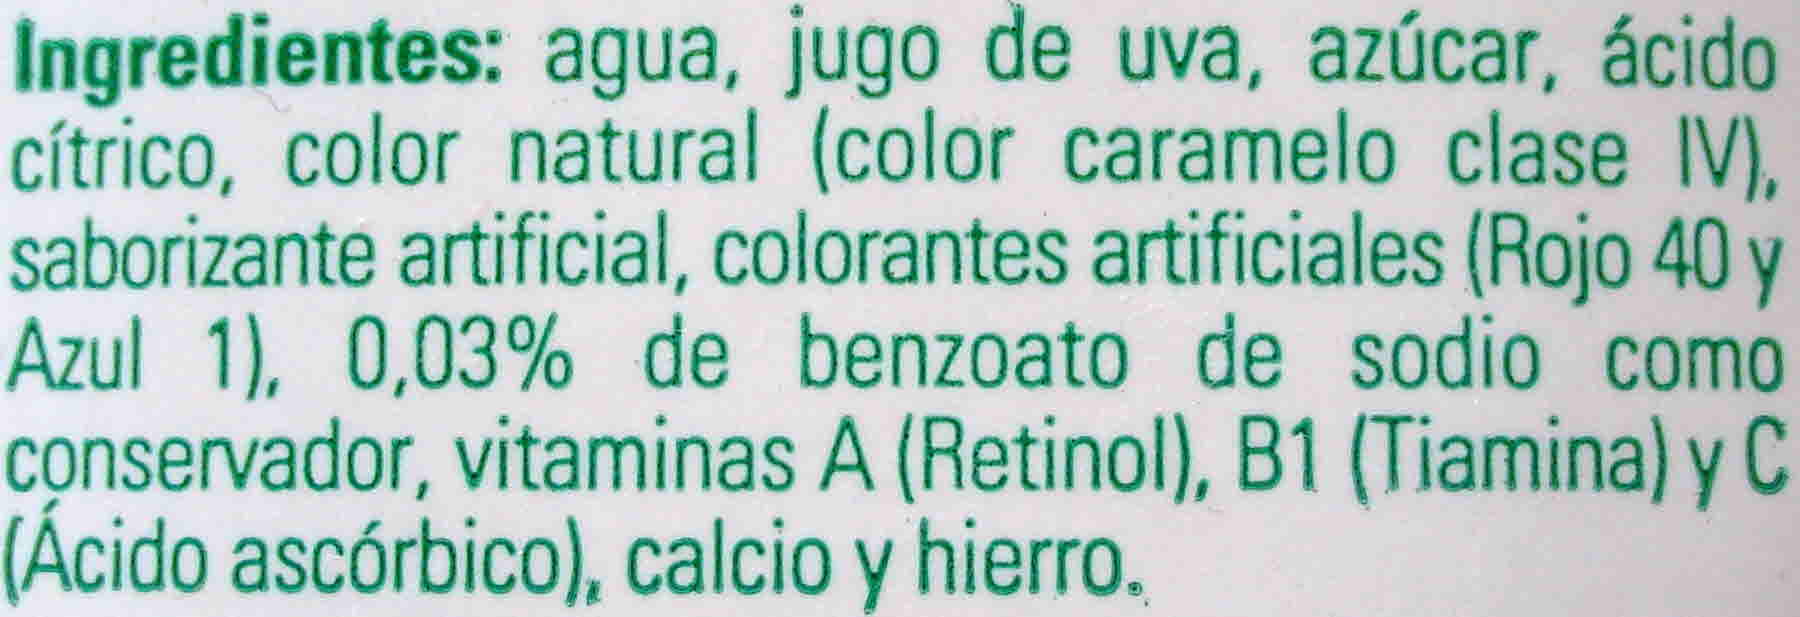 Ingredientes: agua, jugo de uva, azúcar, ácido
cítrico, color natural (color caramelo clase IV),
saborizante artificial, colorantes artificiales (Rojo 40 y
Azul 1), 0,03% de benzoato de sodio como
conservador, vitaminas A (Retinol), B1 (Tiamina) y C
(Ácido ascórbico), calcio y hierro.